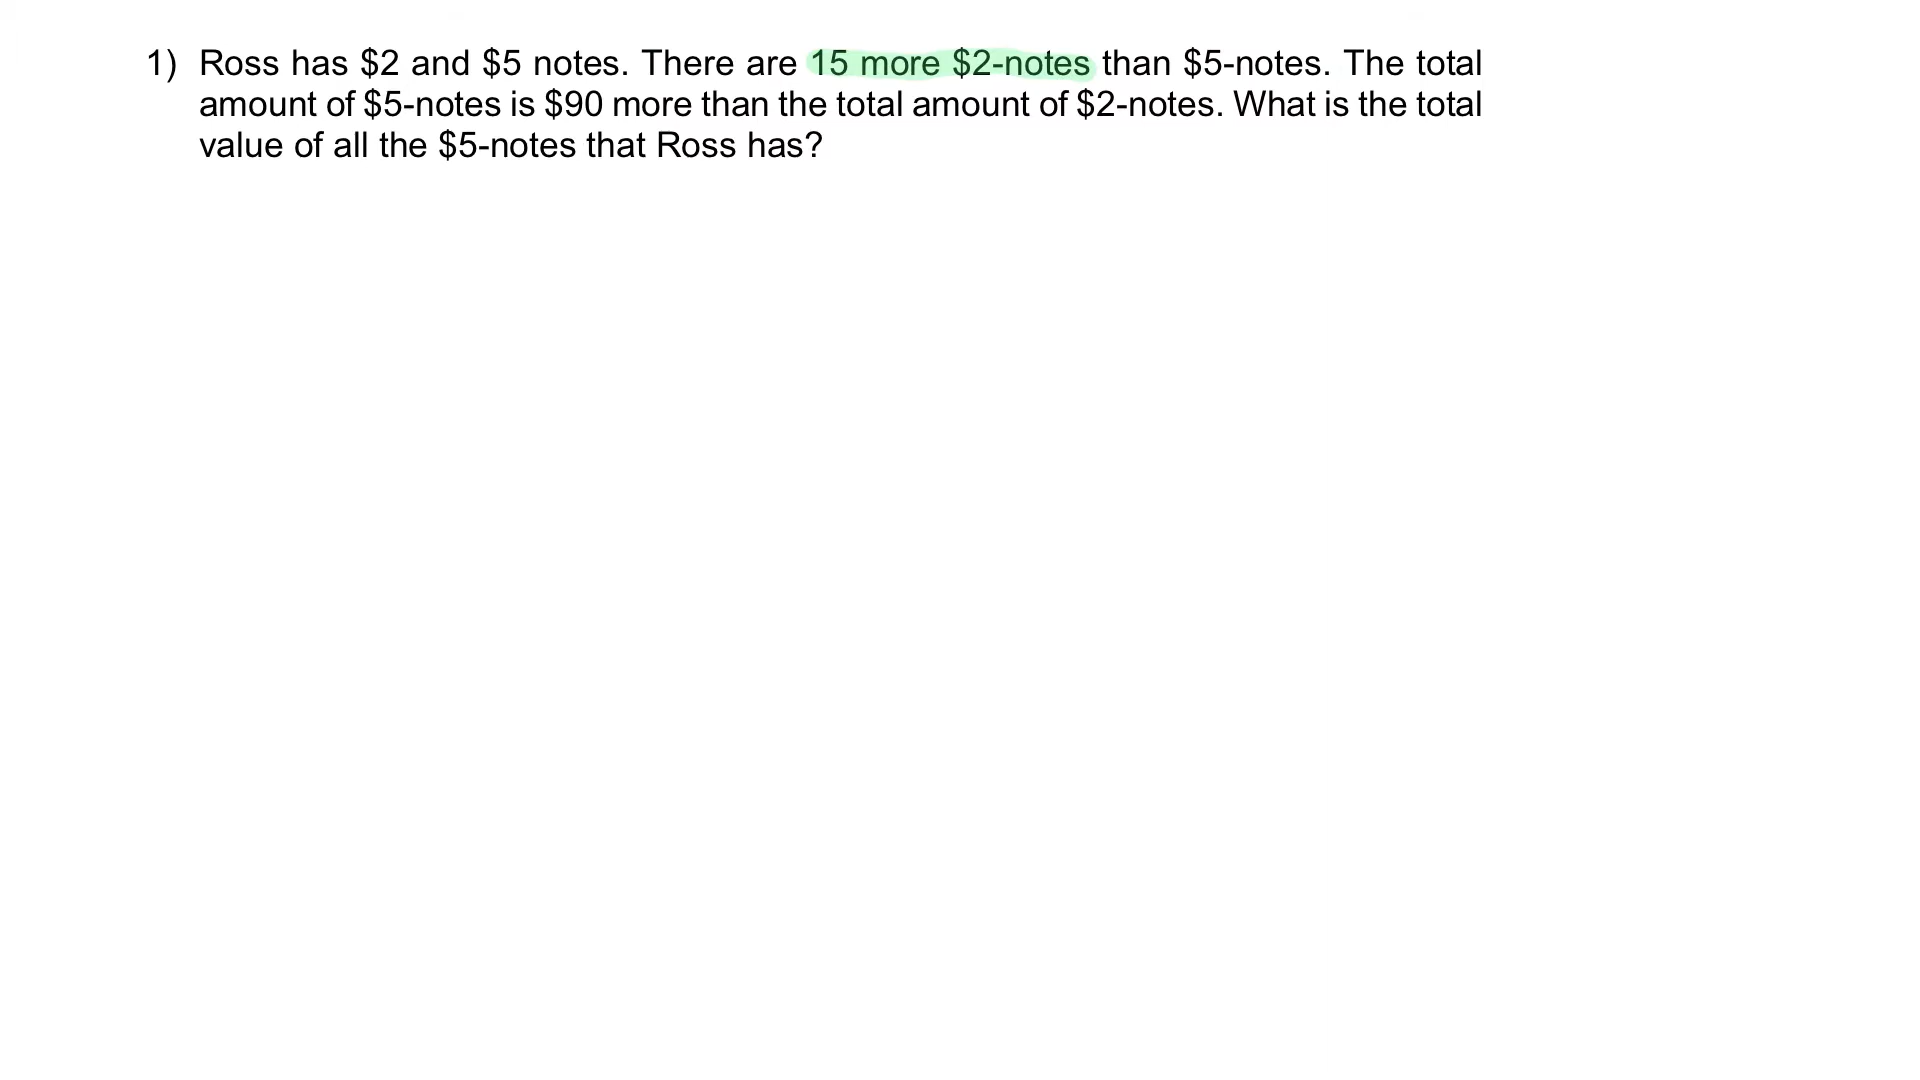 1) Ross has $2 and $5 notes. There are 15 more $2-notes than $5-notes. The total
amount of $5-notes is $90 more than the total amount of $2-notes. What is the total
value of all the $5-notes that Ross has?